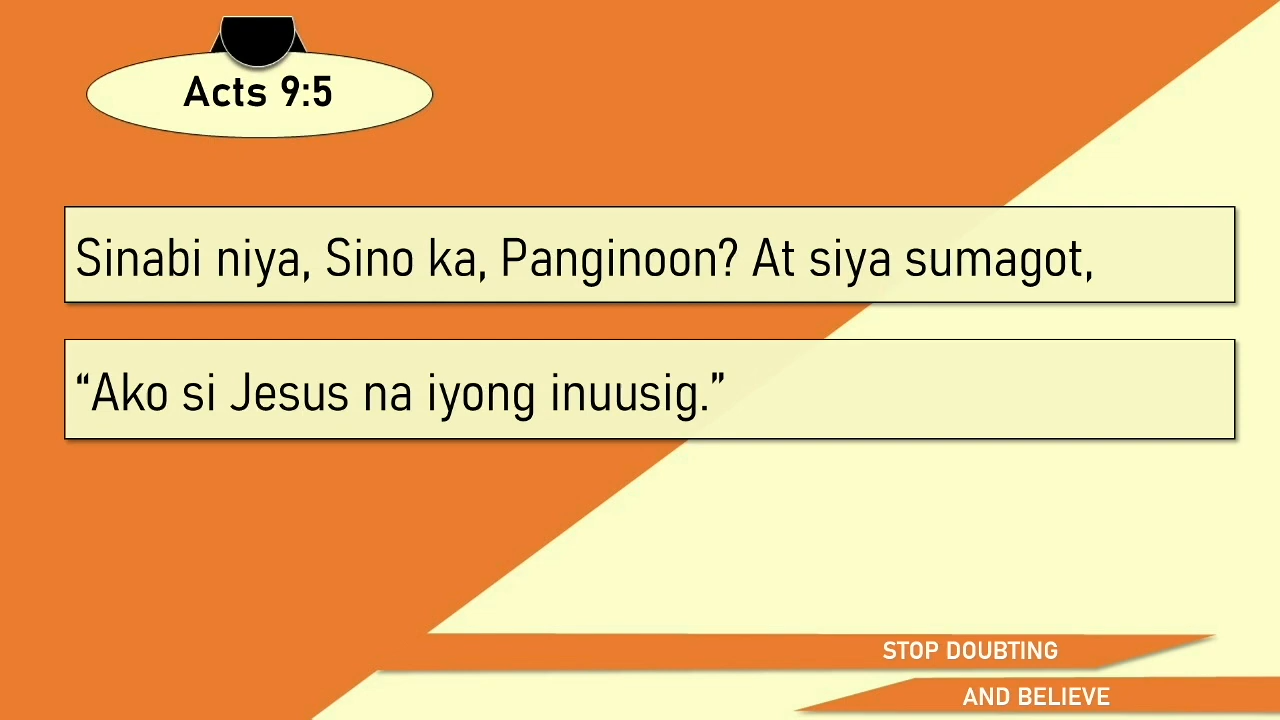 Acts 9:5
Sinabi niya, Sino ka, Panginoon? At siya sumagot,
“Ako si Jesus na iyong inuusig.”
STOP DOUBTING
AND BELIEVE